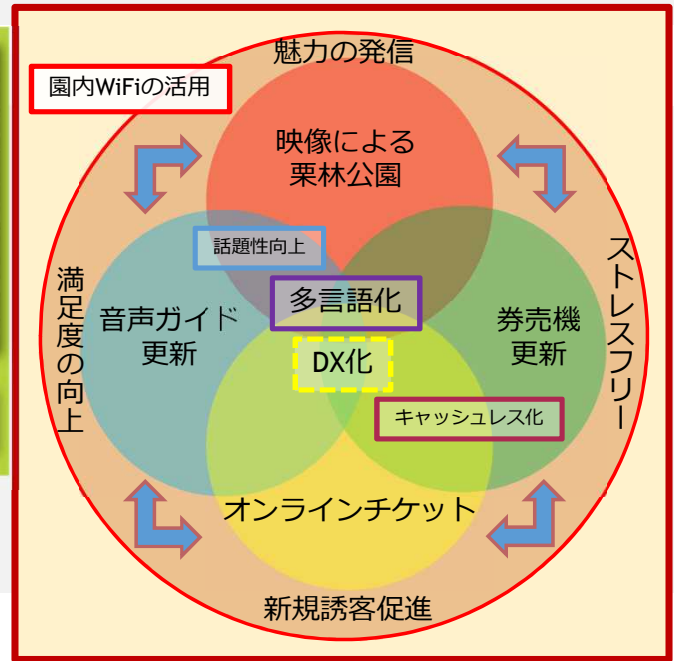 魅力の発信
園内WiFiの活用
映像による
栗林公園
話題性向上
満足度の向上
音声ガイド
更新
多言語化
DX化
券売機
更新
ストレスフリー
キャッシュレス化
オンラインチケット
新規誘客促進